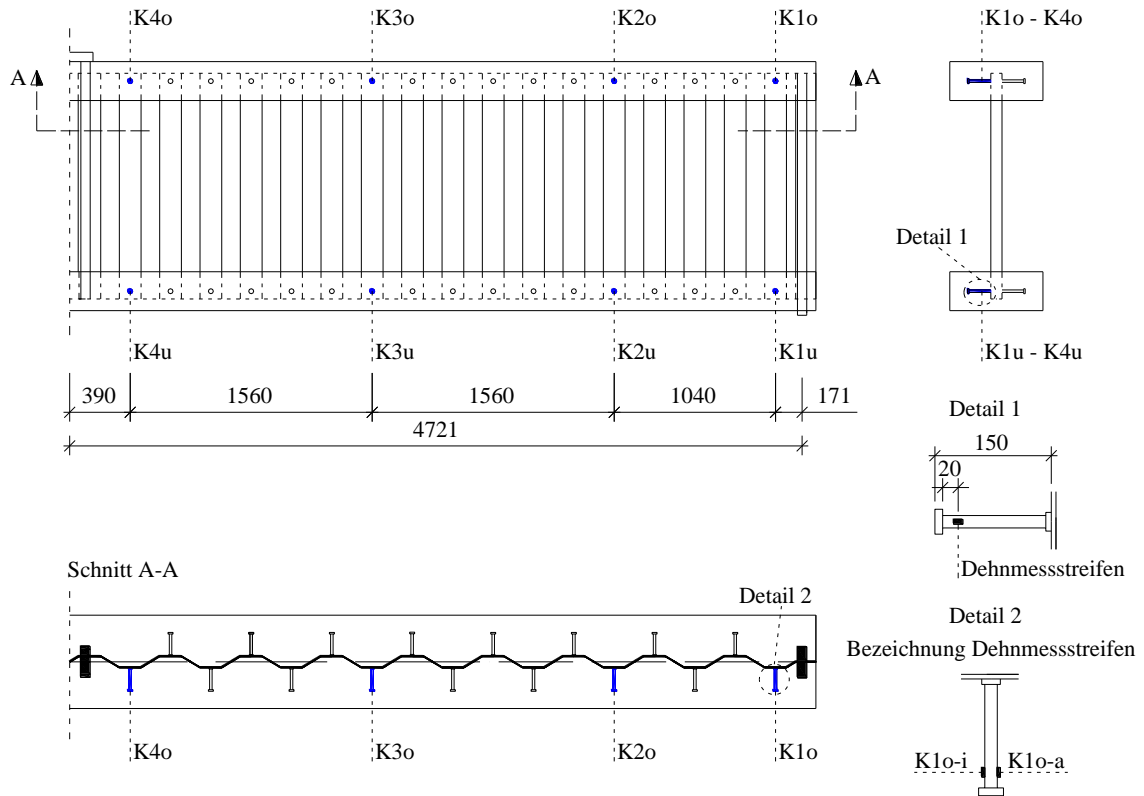 K4o K3o K2o K1o K1o - K4o
A A
Detail 1
K4u K3u K2u K1u K1u - K4u
390 1560 1560 1040 171
4721
Detail 1
150
20
Dehnmessstreifen
Schnitt A-A
Detail 2
K4o K3o K2o K1o
Detail 2
Bezeichnung Dehnmessstreifen
K1o-i K1o-a